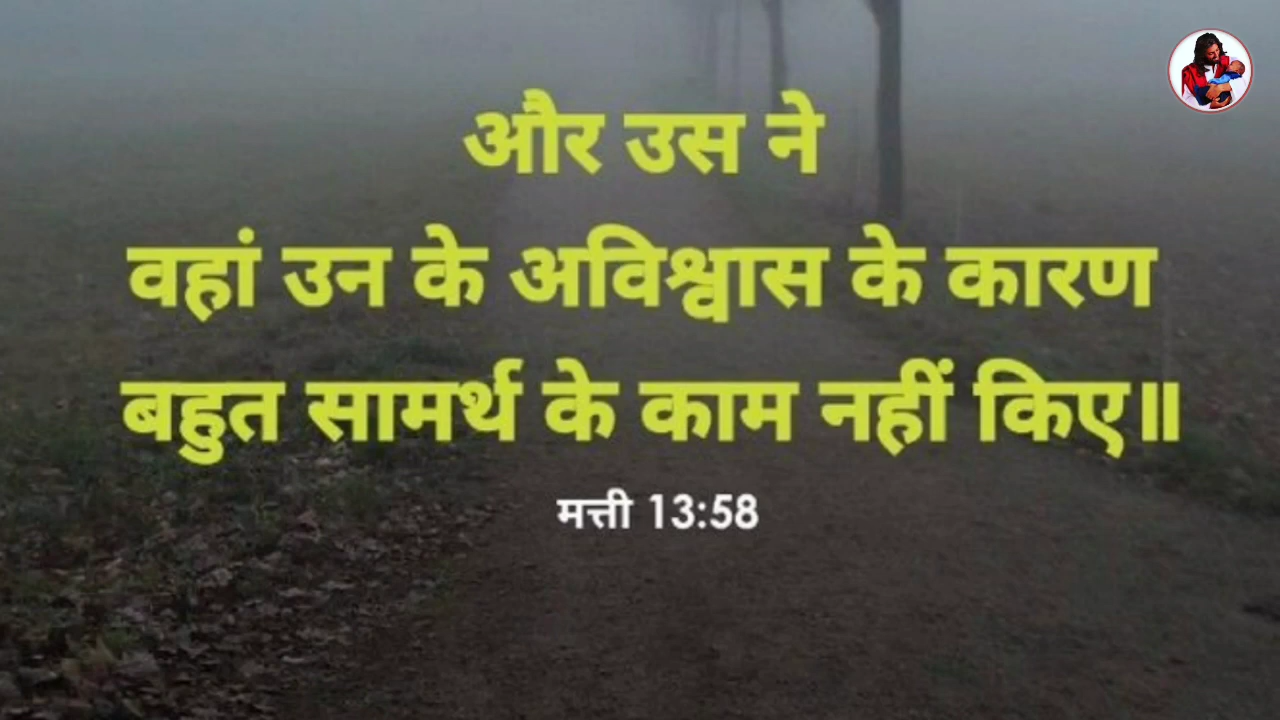 और उस ने
वहां उन के अविश्वास के कारण
बहुत सामर्थ के काम नहीं किए॥
मत्ती 13:58